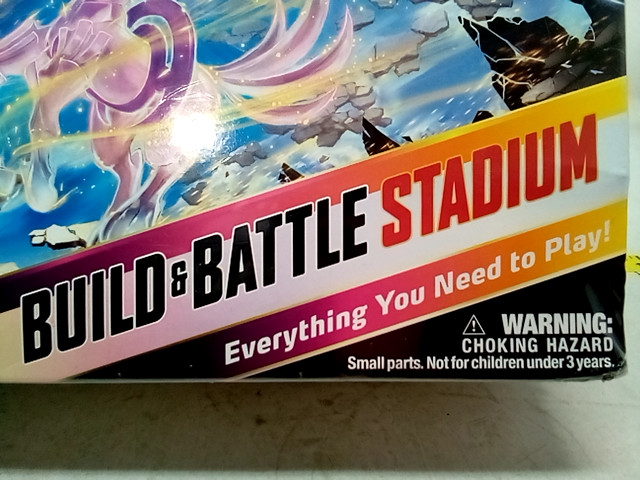 BUILD & BATTLE STADIUM
Everything You Need to Play!
⚠ WARNING:
CHOKING HAZARD
Small parts. Not for children under 3 years.